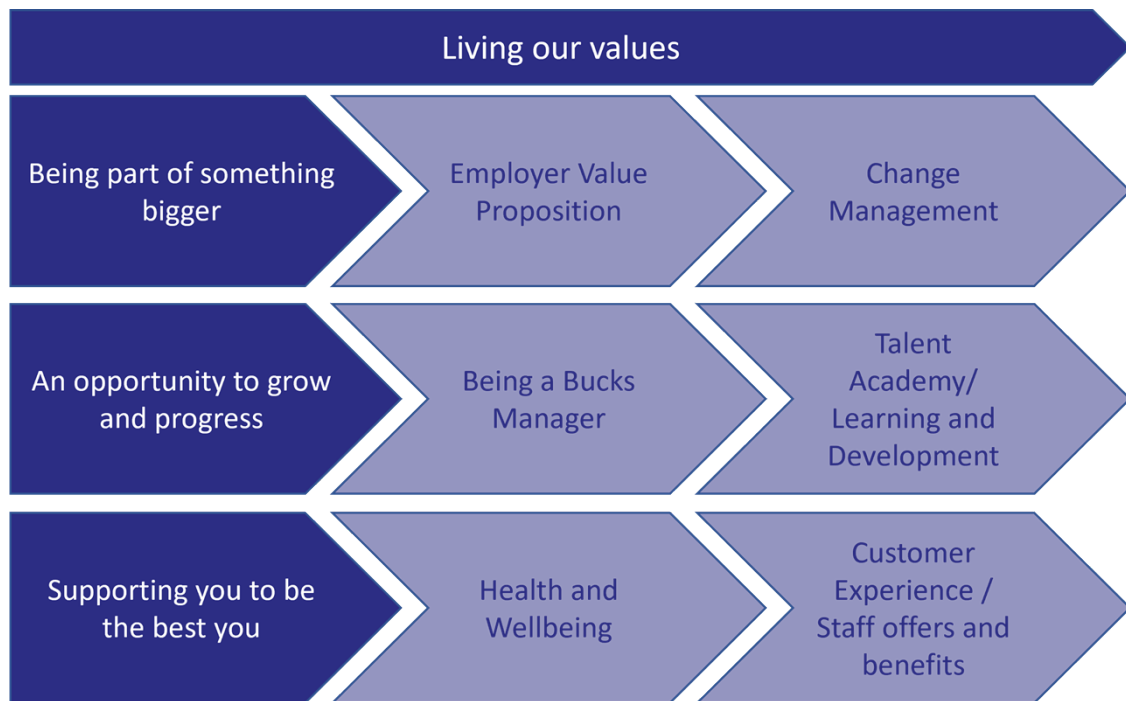 Living our values
Being part of something
bigger
Employer Value
Proposition
Change
Management
An opportunity to grow
and progress
Being a Bucks
Manager
Talent
Academy/
Learning and
Development
Supporting you to be
the best you
Health and
Wellbeing
Customer
Experience /
Staff offers and
benefits